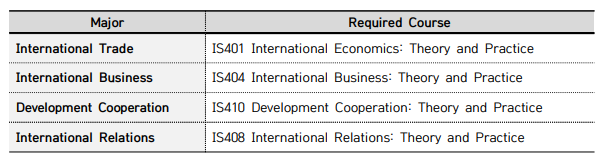 Major Required Course
International Trade IS401 International Economics: Theory and Practice
International Business IS404 International Business: Theory and Practice
Development Cooperation IS410 Development Cooperation: Theory and Practice
International Relations IS408 International Relations: Theory and Practice